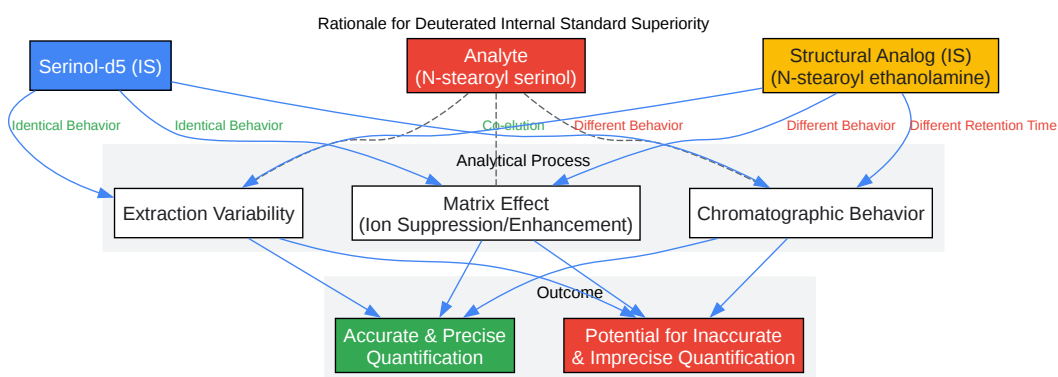 Rationale for Deuterated Internal Standard Superiority
Serinol-d5 (IS)
Analyte
(N-stearoyl serinol)
Structural Analog (IS)
(N-stearoyl ethanolamine)
Identical Behavior
Identical Behavior
Co-elution
Different Behavior
Different Behavior
Different Retention Time
Analytical Process
Extraction Variability
Matrix Effect
(Ion Suppression/Enhancement)
Chromatographic Behavior
Outcome
Accurate & Precise
Quantification
Potential for Inaccurate
& Imprecise Quantification